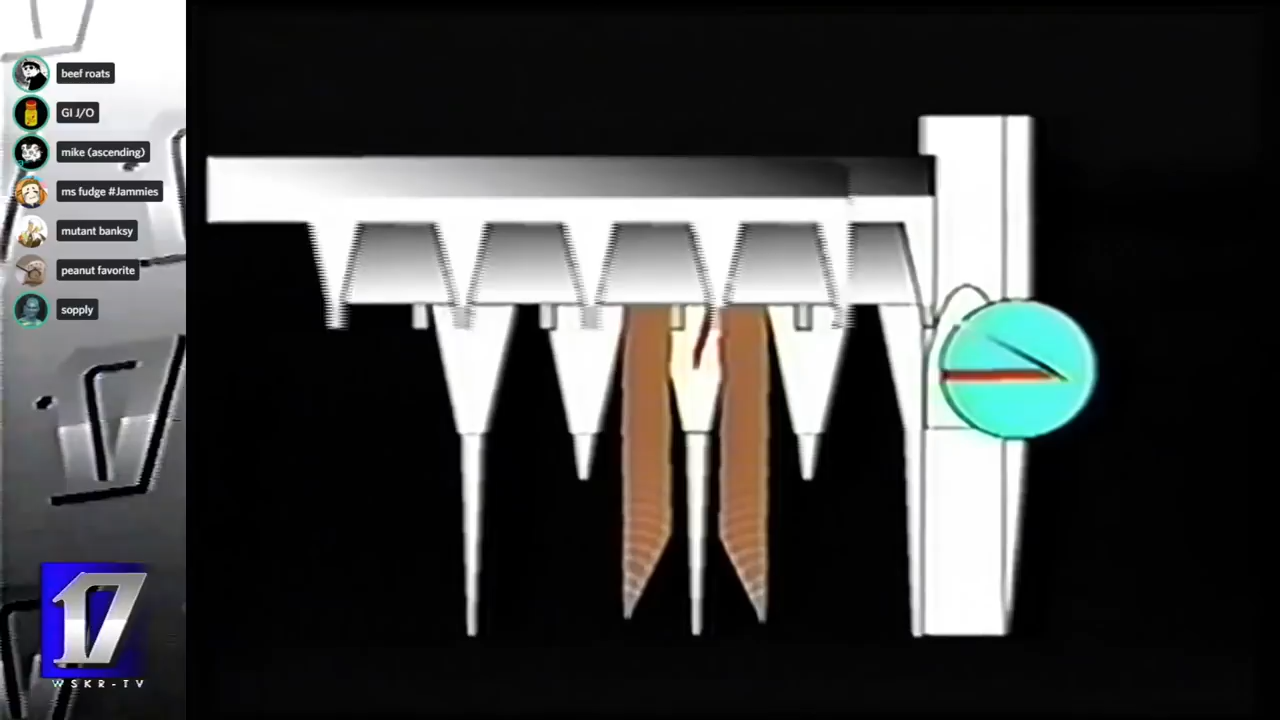 beef roats
GI J/O
mike (ascending)
ms fudge #Jammies
mutant banksy
peanut favorite
sopply
17
WSKR-TV